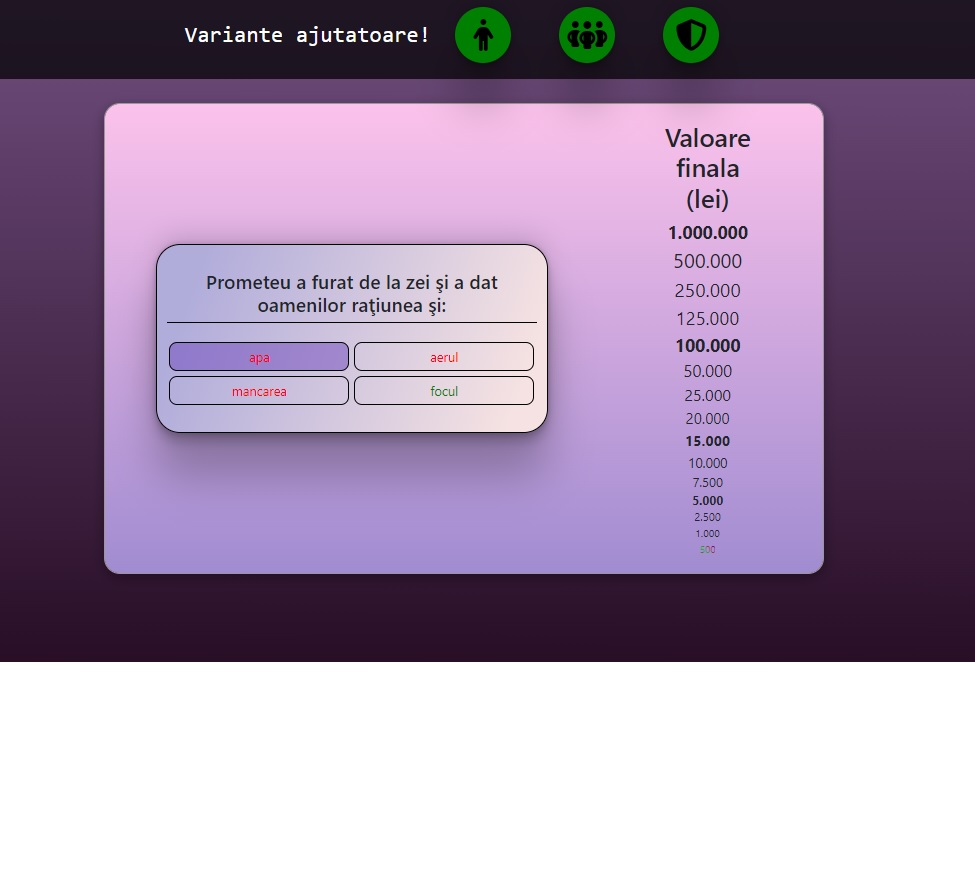 Variante ajutatoare!
Valoare
finala
(lei)
1.000.000
500.000
250.000
125.000
100.000
50.000
25.000
20.000
15.000
10.000
7.500
5.000
2.500
1.000
500
Prometeu a furat de la zei şi a dat
oamenilor raţiunea şi:
apa
aerul
mancarea
focul